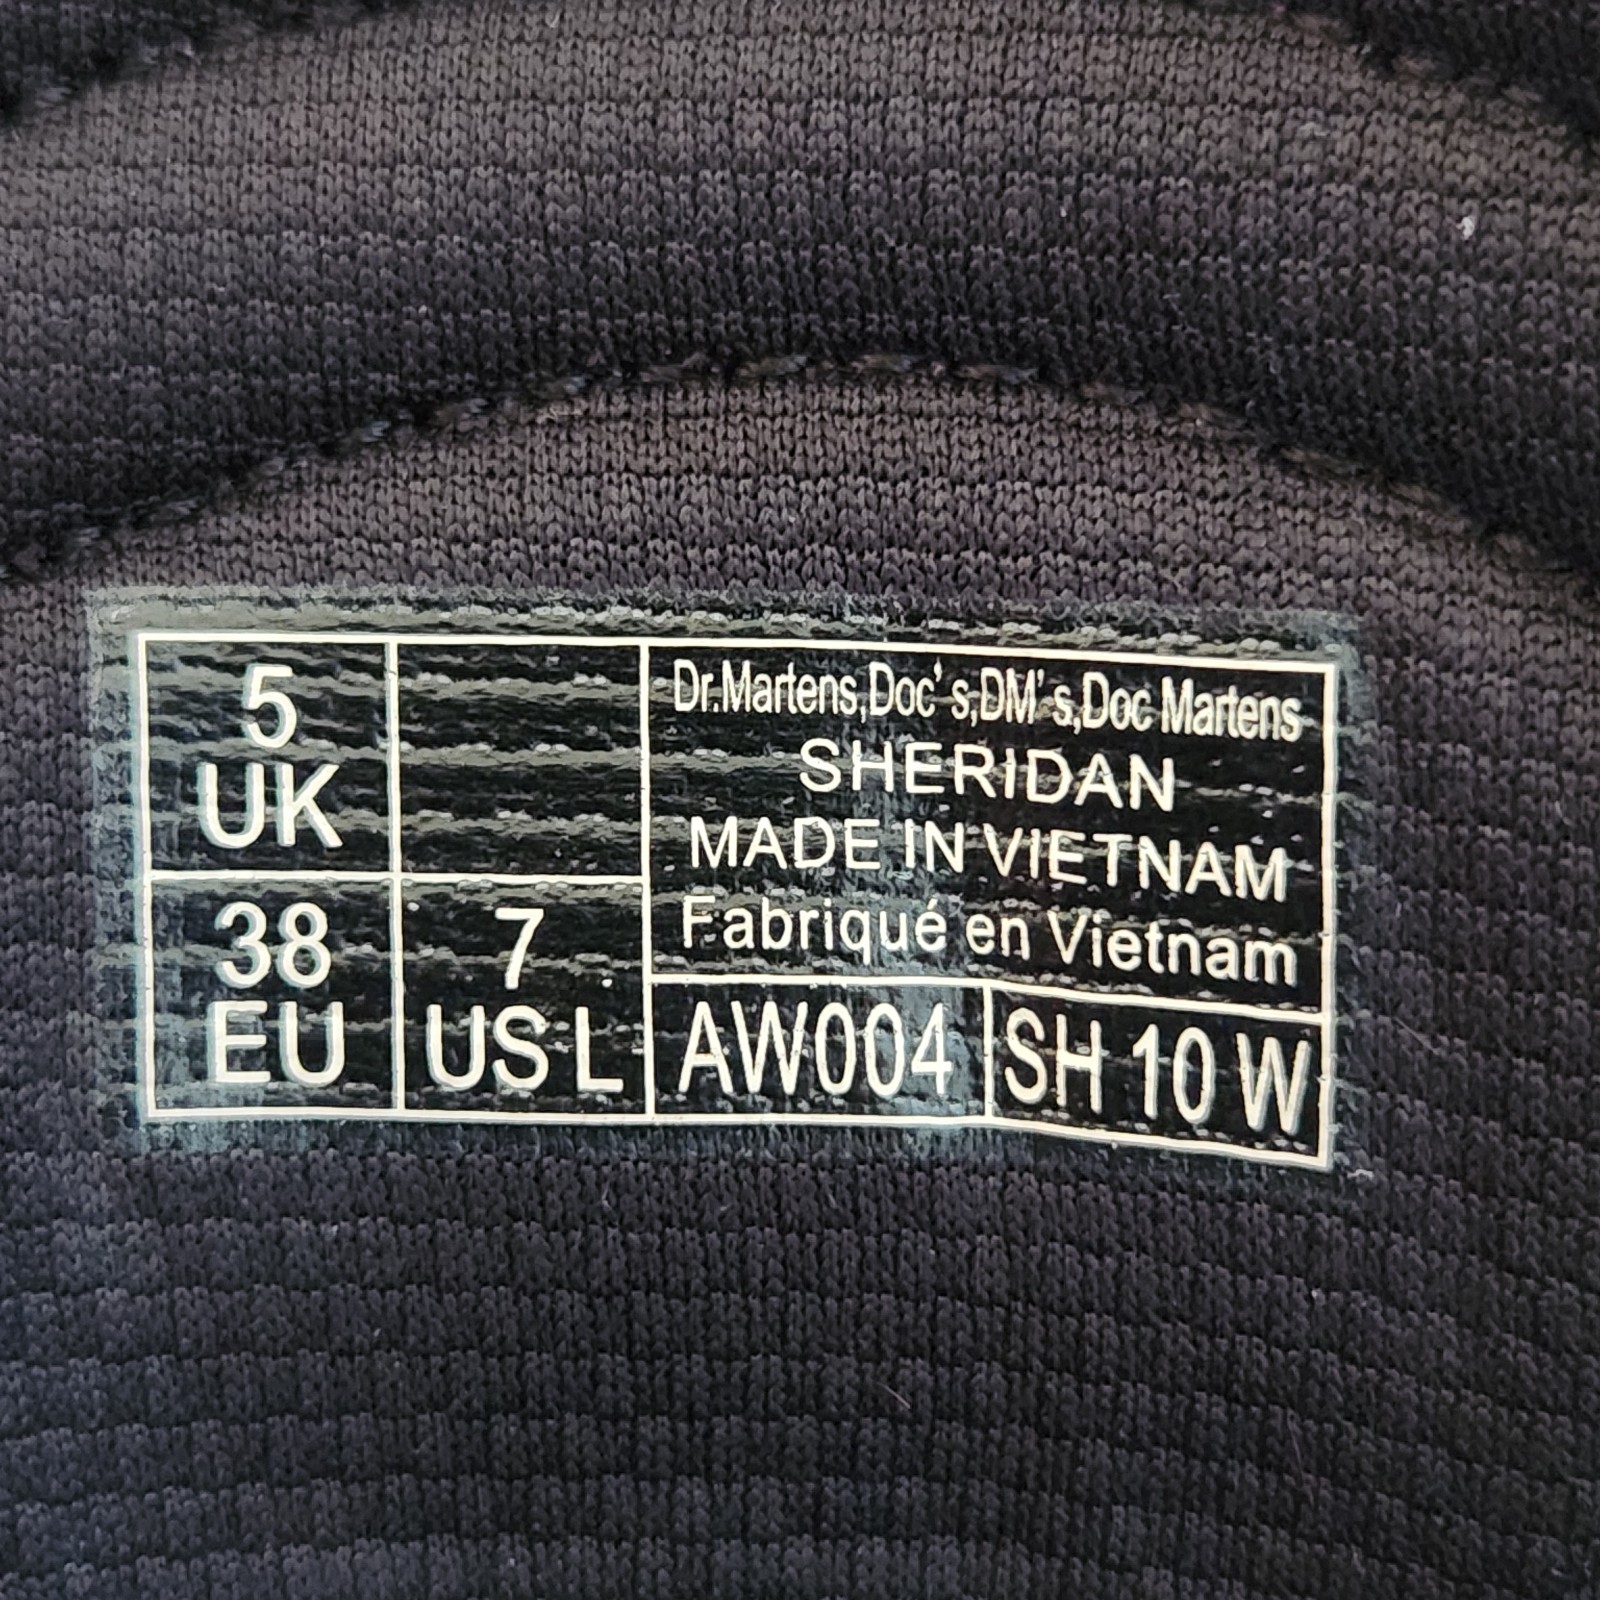 5
UK
38
EU
7
US L
Dr.Martens,Doc's,DM's,Doc Martens
SHERIDAN
MADE IN VIETNAM
Fabriqué en Vietnam
AW004
SH 10 W